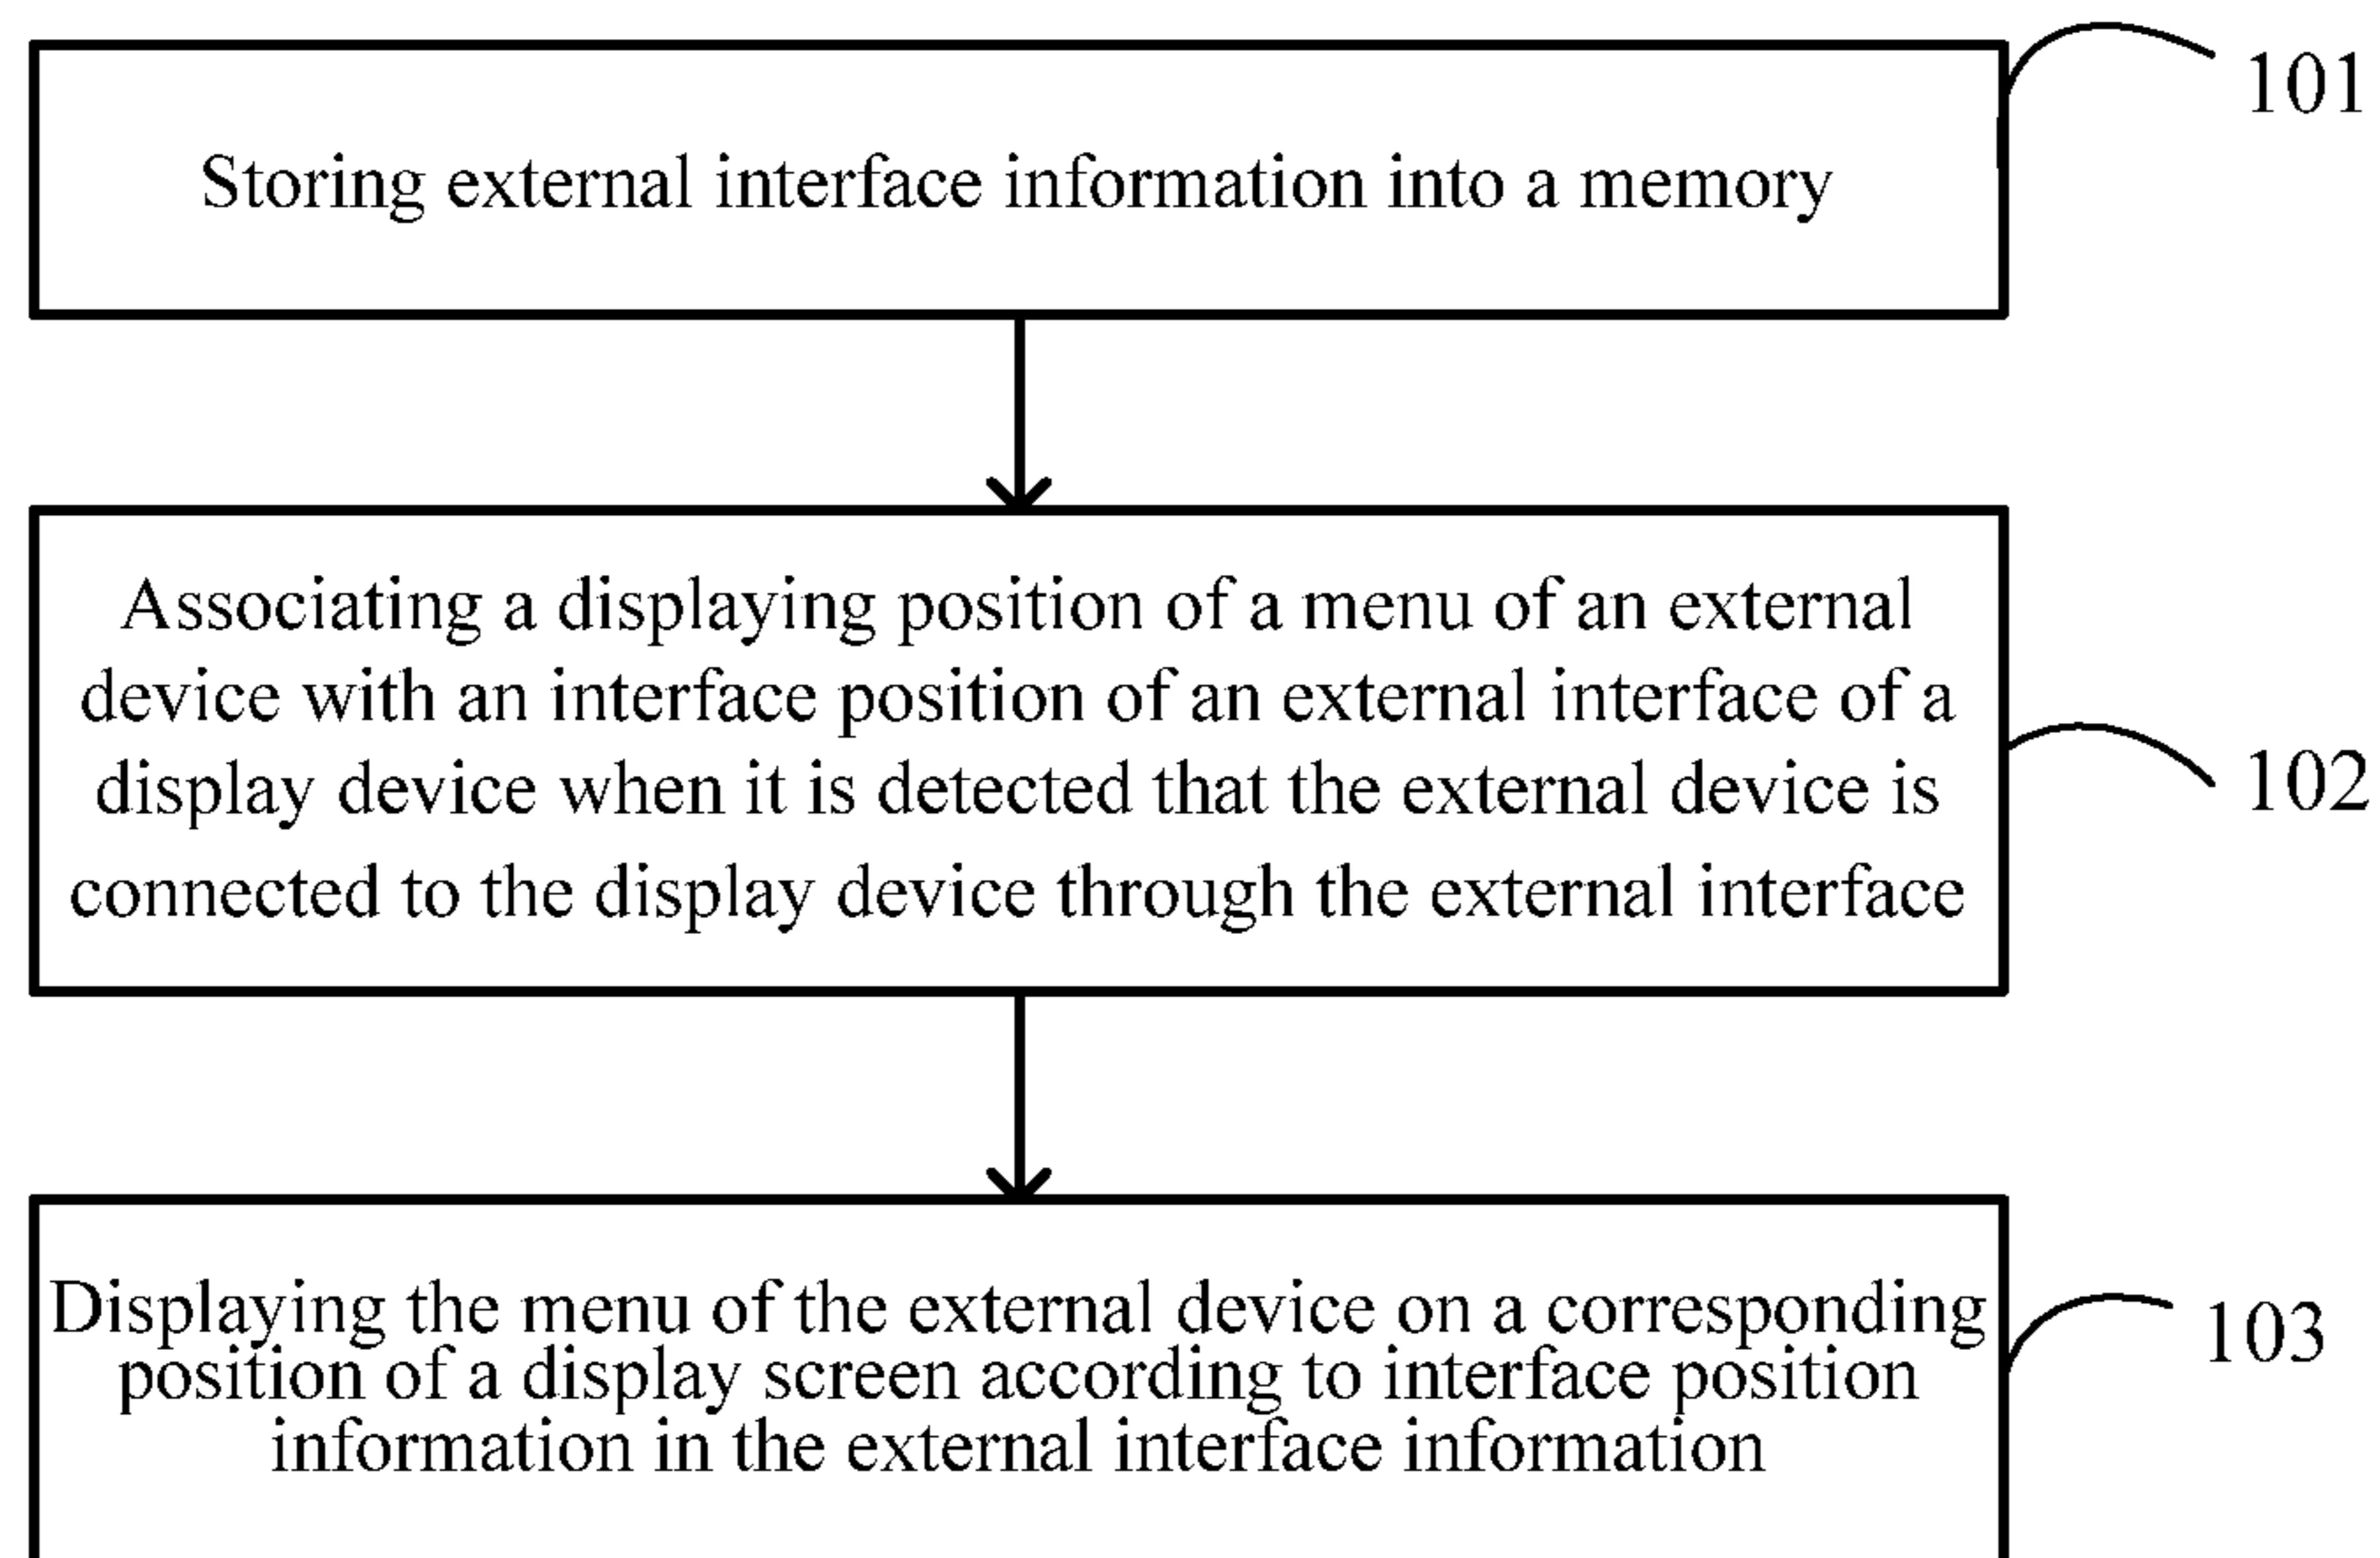 101
Storing external interface information into a memory
Associating a displaying position of a menu of an external
device with an interface position of an external interface of a
display device when it is detected that the external device is
connected to the display device through the external interface
102
Displaying the menu of the external device on a corresponding
position of a display screen according to interface position
information in the external interface information
103